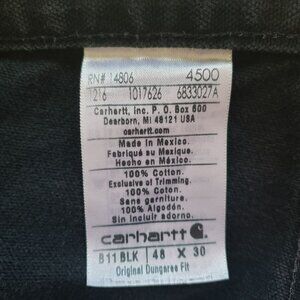 RN# 14806 4500
1216 1017626 6833027A
Carhartt, Inc. P. O. Box 600
Dearborn, MI 48121 USA
carhartt.com
Made in Mexico.
Fabriqué au Mexique.
Hecho en México.
100% Cotton.
Exclusive of Trimming.
100% Coton.
Sans garniture.
100% Algodón.
Sin incluir adorno.
carhartt
B11BLK 48 X 30
Original Dungaree Fit